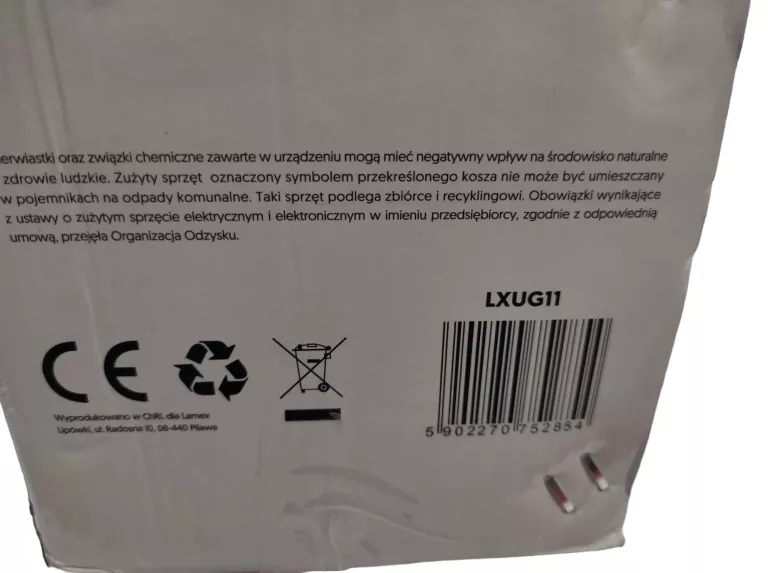 erwiastki oraz związki chemiczne zawarte w urządzeniu mogą mieć negatywny wpływ na środowisko naturalne
zdrowie ludzkie. Zużyty sprzęt oznaczony symbolem przekreślonego kosza nie może być umieszczany
w pojemnikach na odpady komunalne. Taki sprzęt podlega zbiórce i recyklingowi. Obowiązki wynikające
z ustawy o zużytym sprzęcie elektrycznym i elektronicznym w imieniu przedsiębiorcy, zgodnie z odpowiednią
umową, przejęła Organizacja Odzysku.
LXUG11
CE
Wyprodukowano w ChRL dla Lamex
Lipówki, ul. Radosna 10, 08-440 Pilawa
5 902270 752854